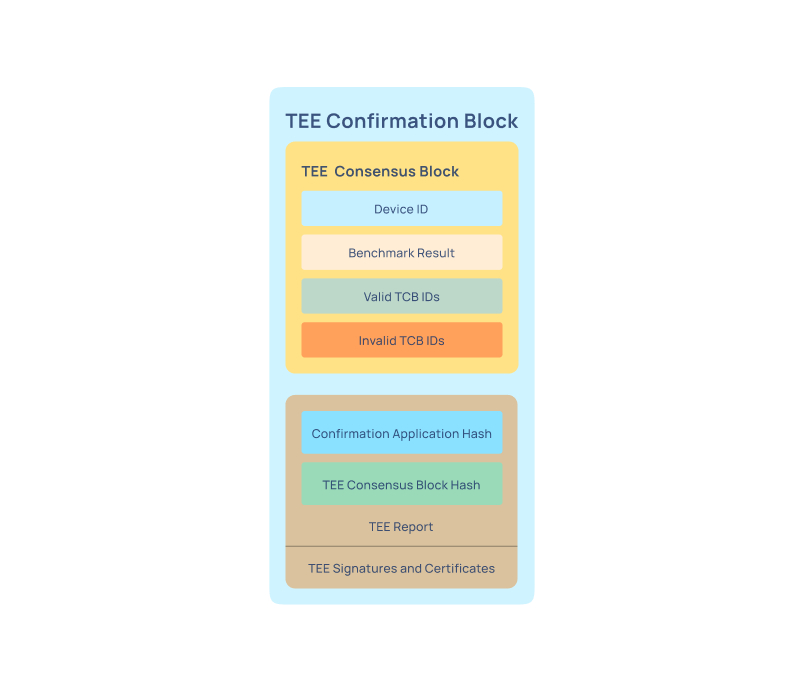 TEE Confirmation Block
TEE Consensus Block
Device ID
Benchmark Result
Valid TCB IDs
Invalid TCB IDs
Confirmation Application Hash
TEE Consensus Block Hash
TEE Report
TEE Signatures and Certificates